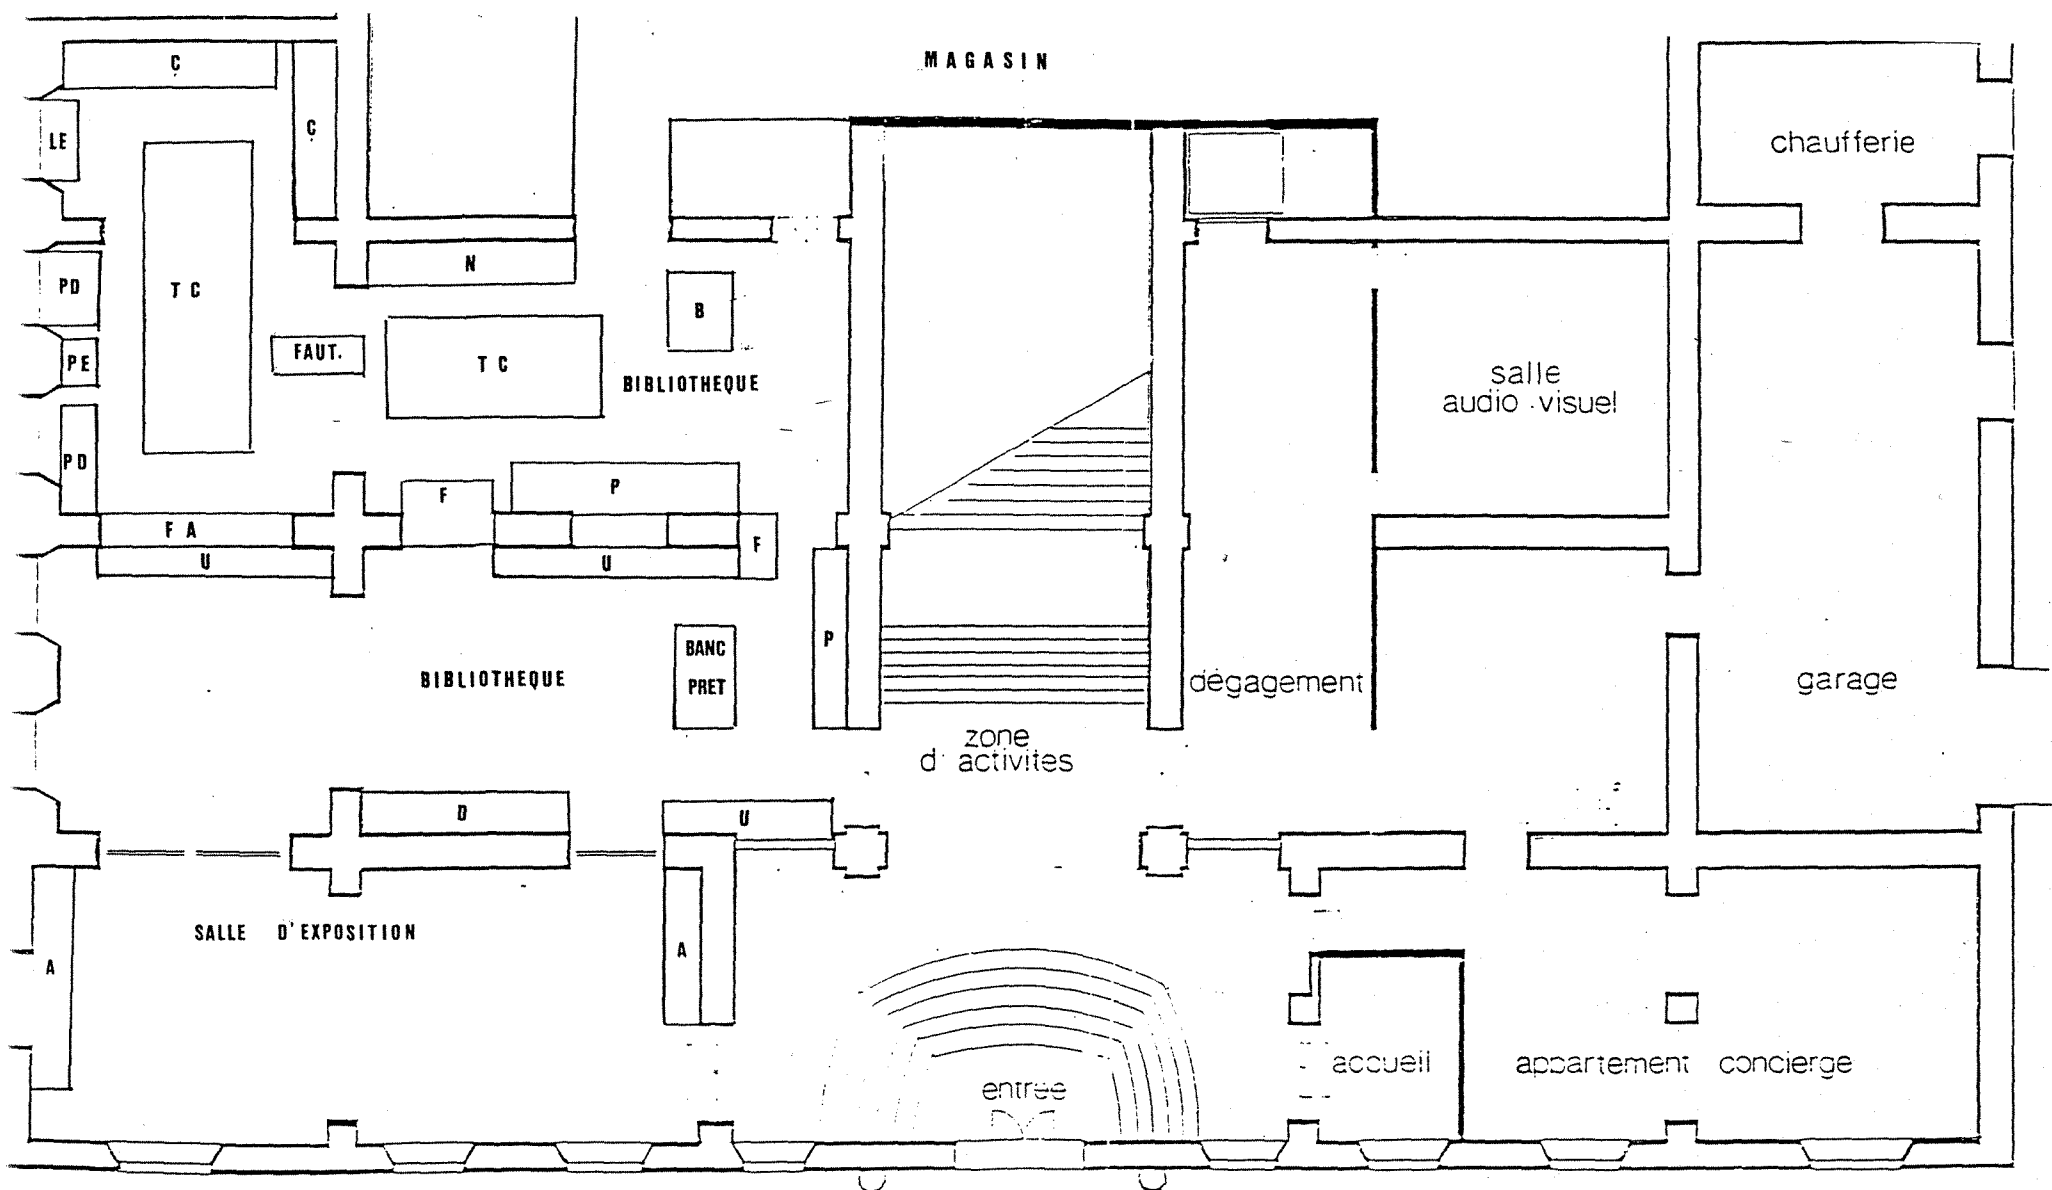 MAGASIN
C
C
LE
chaufferie
PD
T C
N
B
PE
FAUT.
T C
BIBLIOTHEQUE
salle
audio visuel
PD
F
P
F A
U
U
F
BANC
PRET
P
BIBLIOTHEQUE
dégagement
garage
zone
d' activites
D
U
SALLE D'EXPOSITION
A
A
entrée
accueil
appartement concierge